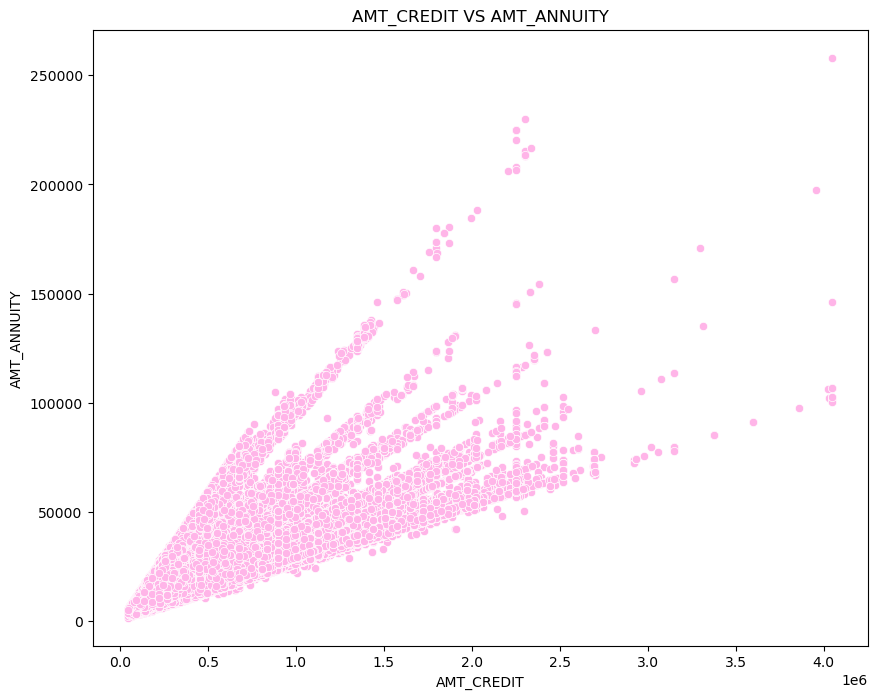 AMT_CREDIT VS AMT_ANNUITY
250000
200000
150000
100000
50000
0
AMT_ANNUITY
0.0 0.5 1.0 1.5 2.0 2.5 3.0 3.5 4.0
1e6
AMT_CREDIT